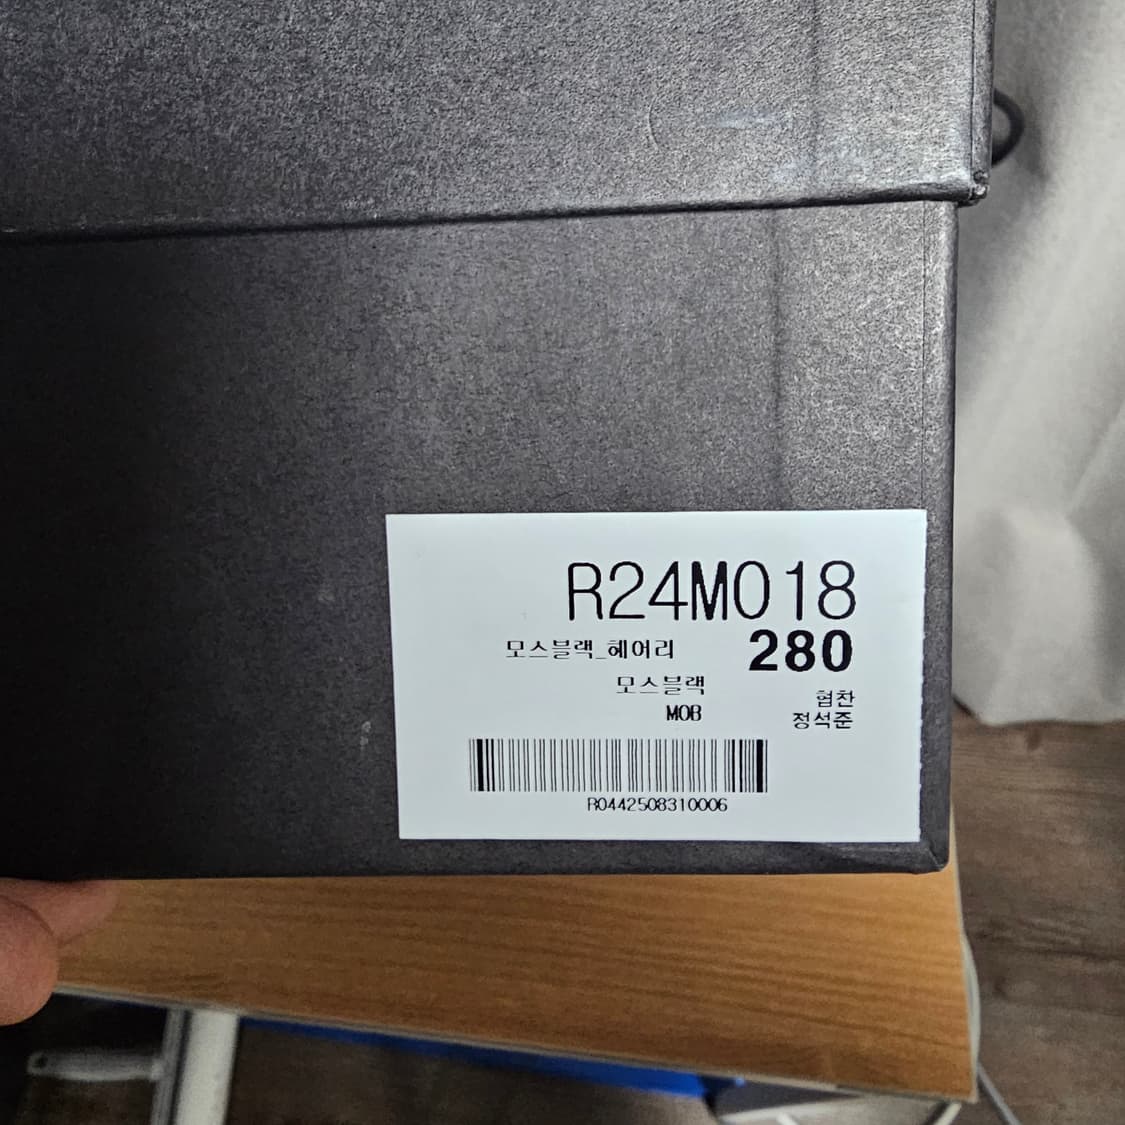 R24M018
모스블랙_헤어리 280
모스블랙 협찬
MOB 정석준
R0442508310006